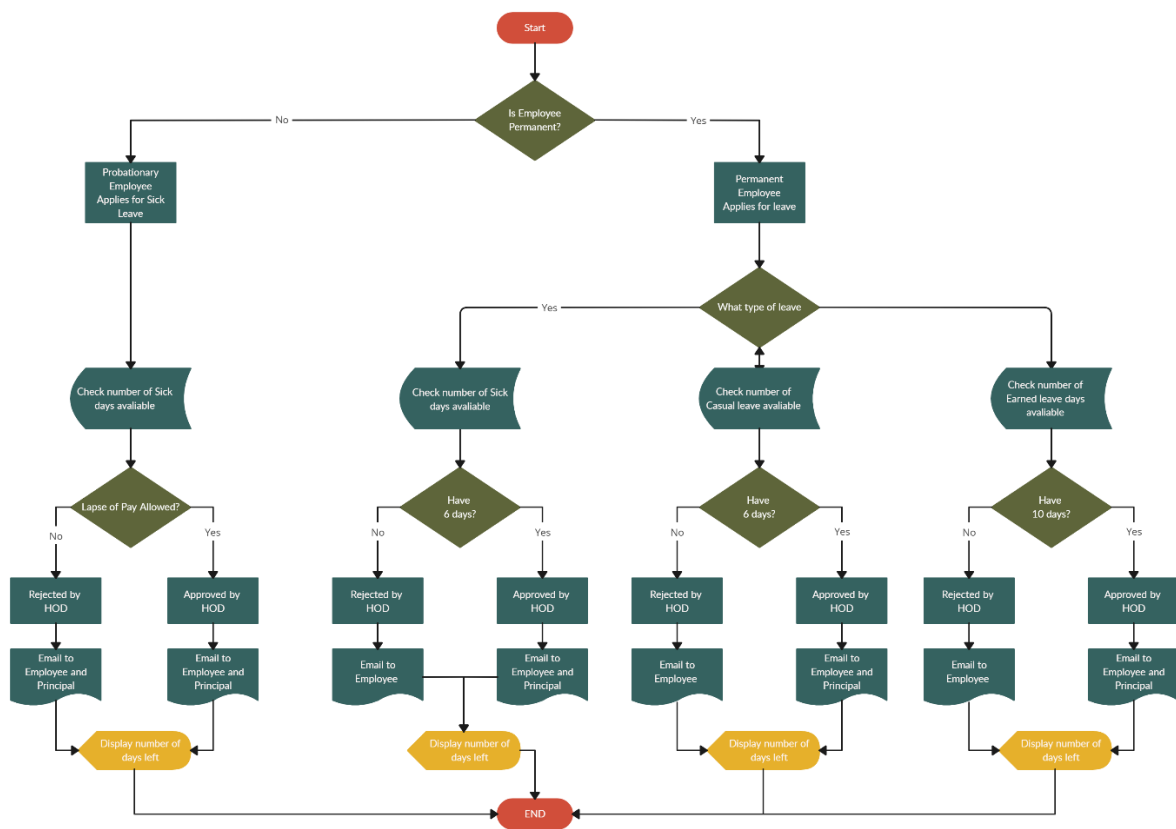 Start
Is Employee
Permanent?
No
Yes
Probationary
Employee
Applies for Sick
Leave
Permanent
Employee
Applies for leave
What type of leave
Yes
Check number of Sick
days avaliable
Check number of Sick
days avaliable
Check number of
Casual leave avaliable
Check number of
Earned leave days
avaliable
Lapse of Pay Allowed?
Have
6 days?
Have
6 days?
Have
10 days?
No
Yes
No
Yes
No
Yes
No
Yes
Rejected by
HOD
Approved by
HOD
Rejected by
HOD
Approved by
HOD
Rejected by
HOD
Approved by
HOD
Rejected by
HOD
Approved by
HOD
Email to
Employee and
Principal
Email to
Employee and
Principal
Email to
Employee
Email to
Employee and
Principal
Email to
Employee
Email to
Employee and
Principal
Email to
Employee
Email to
Employee and
Principal
Display number of
days left
Display number of
days left
Display number of
days left
Display number of
days left
END